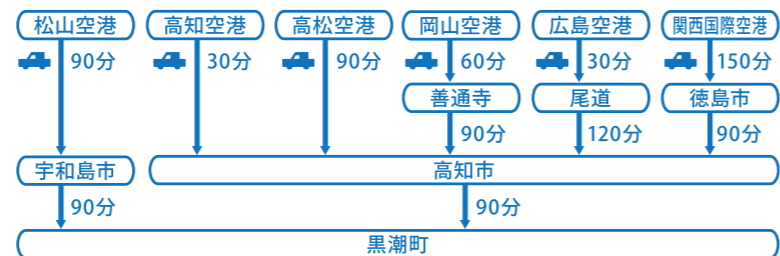 松山空港 高知空港 高松空港 岡山空港 広島空港 関西国際空港
90分 30分 90分 60分 30分 150分
善通寺 尾道 徳島市
90分 120分 90分
宇和島市 高知市
90分 90分
黒潮町